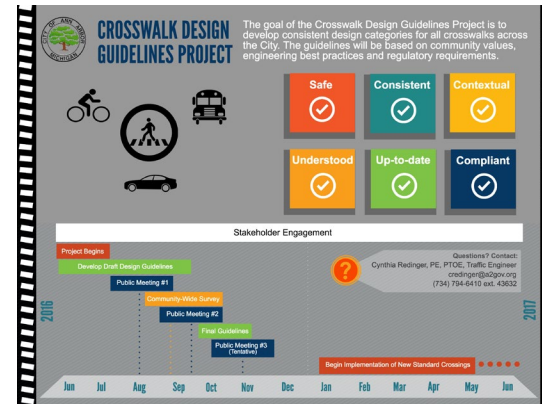 CITY OF ANN ARBOR
MICHIGAN
CROSSWALK DESIGN
GUIDELINES PROJECT
The goal of the Crosswalk Design Guidelines Project is to
develop consistent design categories for all crosswalks across
the City. The guidelines will be based on community values,
engineering best practices and regulatory requirements.
Safe
Consistent
Contextual
Understood
Up-to-date
Compliant
Stakeholder Engagement
Project Begins
Develop Draft Design Guidelines
Public Meeting #1
Community-Wide Survey
Public Meeting #2
Final Guidelines
Public Meeting #3
(Tentative)
?
Questions? Contact:
Cynthia Redinger, PE, PTOE, Traffic Engineer
credinger@a2gov.org
(734) 794-6410 ext. 43632
2016
2017
Begin Implementation of New Standard Crossings
Jun Jul Aug Sep Oct Nov Dec Jan Feb Mar Apr May Jun